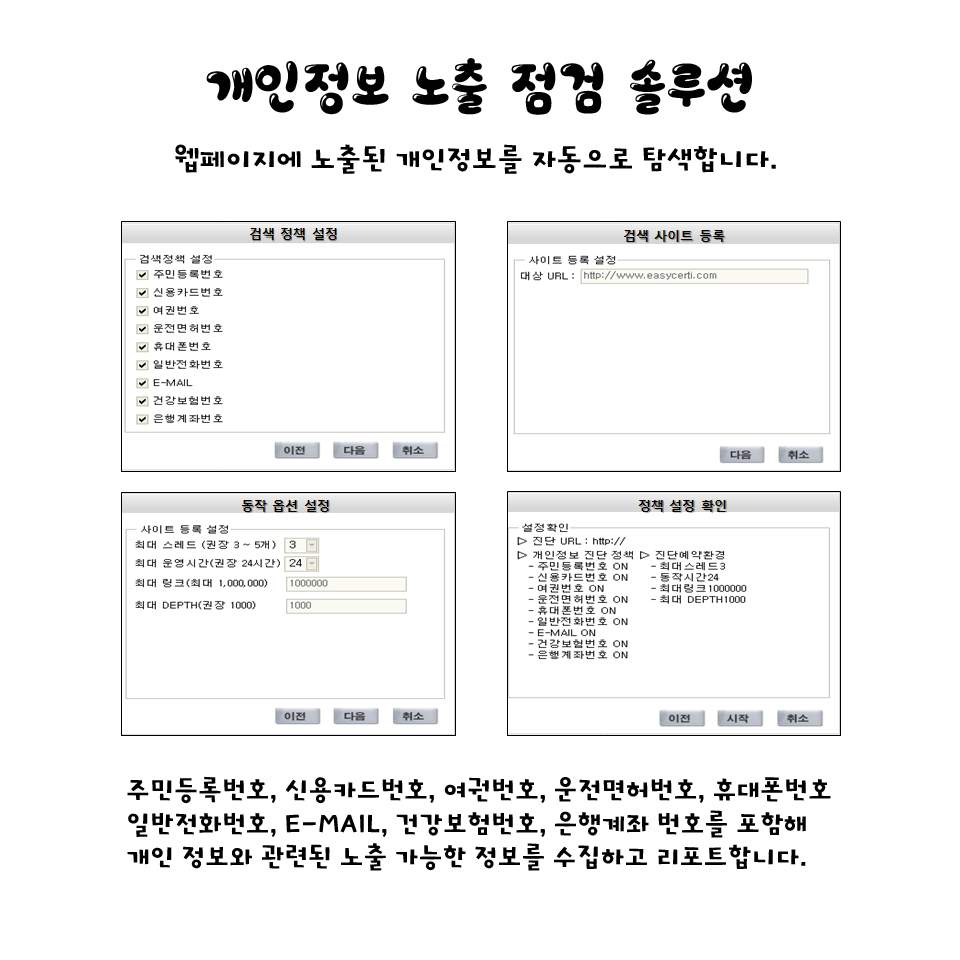 개인정보 노출 점검 솔루션
웹페이지에 노출된 개인정보를 자동으로 탐색합니다.
검색 정책 설정
검색정책 설정
주민등록번호
신용카드번호
여권번호
운전면허번호
휴대폰번호
일반전화번호
E-MAIL
건강보험번호
은행계좌번호
이전 다음 취소
검색 사이트 등록
사이트 등록 설정
대상 URL : http://www.easycerti.com
다음 취소
동작 옵션 설정
사이트 등록 설정
최대 스레드 (권장 3 ~ 5개) 3
최대 운영시간(권장 24시간) 24
최대 링크(최대 1,000,000) 1000000
최대 DEPTH(권장 1000) 1000
이전 다음 취소
정책 설정 확인
설정확인
▷ 진단 URL : http://
▷ 개인정보 진단 정책 ▷ 진단예약환경
- 주민등록번호 ON - 최대스레드3
- 신용카드번호 ON - 동작시간24
- 여권번호 ON - 최대링크1000000
- 운전면허번호 ON - 최대 DEPTH1000
- 휴대폰번호 ON
- 일반전화번호 ON
- E-MAIL ON
- 건강보험번호 ON
- 은행계좌번호 ON
이전 시작 취소
주민등록번호, 신용카드번호, 여권번호, 운전면허번호, 휴대폰번호
일반전화번호, E-MAIL, 건강보험번호, 은행계좌 번호를 포함해
개인 정보와 관련된 노출 가능한 정보를 수집하고 리포트합니다.